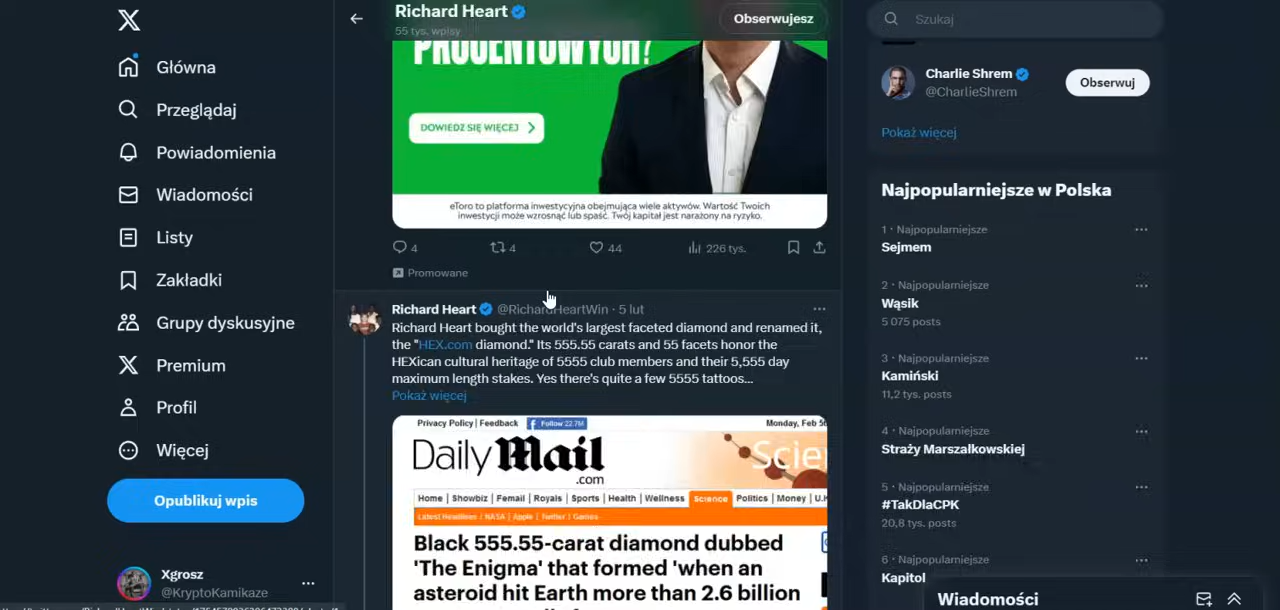 Główna
Przeglądaj
Powiadomienia
Wiadomości
Listy
Zakładki
Grupy dyskusyjne
Premium
Profil
Więcej
Opublikuj wpis
Xgrosz
@KryptoKamikaze
Richard Heart
55 tys. wpisy
Obserwujesz
PROCENTOWYCH?
DOWIEDZ SIĘ WIĘCEJ
eToro to platforma inwestycyjna obejmująca wiele aktywów. Wartość Twoich
inwestycji może wzrosnąć lub spaść. Twój kapitał jest narażony na ryzyko.
4
4
44
226 tys.
Promowane
Richard Heart @RichardHeartWin · 5 lut
Richard Heart bought the world's largest faceted diamond and renamed it,
the "HEX.com diamond." Its 555.55 carats and 55 facets honor the
HEXican cultural heritage of 5555 club members and their 5,555 day
maximum length stakes. Yes there's quite a few 5555 tattoos...
Pokaż więcej
Privacy Policy | Feedback
Follow 22.7M
Monday, Feb
Daily Mail
.com
Home | Showbiz | Femail | Royals | Sports | Health | Wellness | Science | Politics | Money | U.
Latest Headlines / NASA | Apple | Twitter / Games
Black 555.55-carat diamond dubbed
'The Enigma' that formed 'when an
asteroid hit Earth more than 2.6 billion
Szukaj
Charlie Shrem
@CharlieShrem
Obserwuj
Pokaż więcej
Najpopularniejsze w Polska
1 · Najpopularniejsze
Sejmem
2 · Najpopularniejsze
Wąsik
5 075 posts
3 · Najpopularniejsze
Kamiński
11,2 tys. posts
4 · Najpopularniejsze
Straży Marszałkowskiej
5 · Najpopularniejsze
#TakDlaCPK
20,8 tys. posts
6 · Najpopularniejsze
Kapitol
Wiadomości